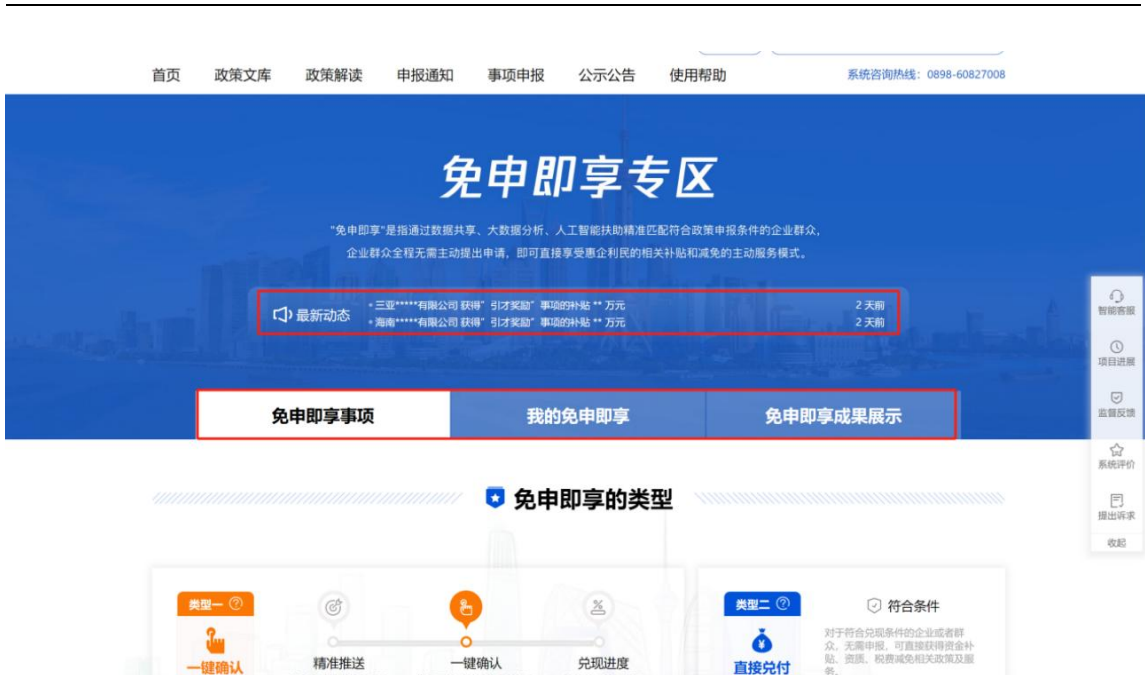 首页 政策文库 政策解读 申报通知 事项申报 公示公告 使用帮助 系统咨询热线：0898-60827008
免申即享专区
"免申即享"是指通过数据共享、大数据分析、人工智能扶助精准匹配符合政策申报条件的企业群众，
企业群众全程无需主动提出申请，即可直接享受惠企利民的相关补贴和减免的主动服务模式。
最新动态
三亚*****有限公司 获得"引才奖励"事项的补贴 ** 万元 2 天前
海南*****有限公司 获得"引才奖励"事项的补贴 ** 万元 2 天前
免申即享事项 我的免申即享 免申即享成果展示
免申即享的类型
类型一
一键确认
精准推送 一键确认 兑现进度
类型二
直接兑付
符合条件
对于符合兑现条件的企业或者群
众，无需申报，可直接获得资金补
贴、资质、税费减免相关政策及服
务。
智能客服
项目进展
监督反馈
系统评价
提出诉求
收起